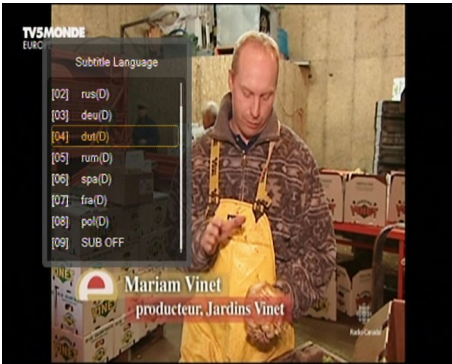 TV5MONDE
EUROPE
Subtitle Language
[02] rus(D)
[03] deu(D)
[04] dut(D)
[05] rum(D)
[06] spa(D)
[07] fra(D)
[08] pol(D)
[09] SUB OFF
Mariam Vinet
producteur, Jardins Vinet
Radio-Canada